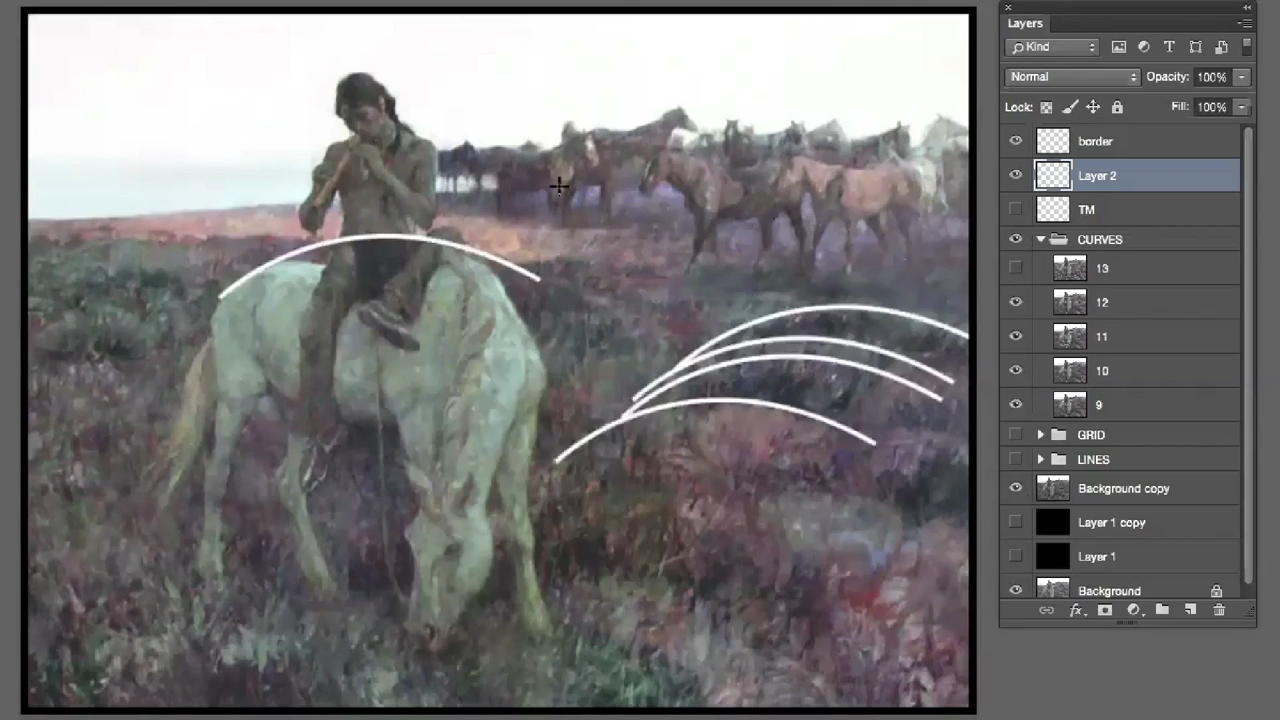 Layers
Kind
Normal Opacity: 100%
Lock: Fill: 100%
border
Layer 2
TM
CURVES
13
12
11
10
9
GRID
LINES
Background copy
Layer 1 copy
Layer 1
Background
fx